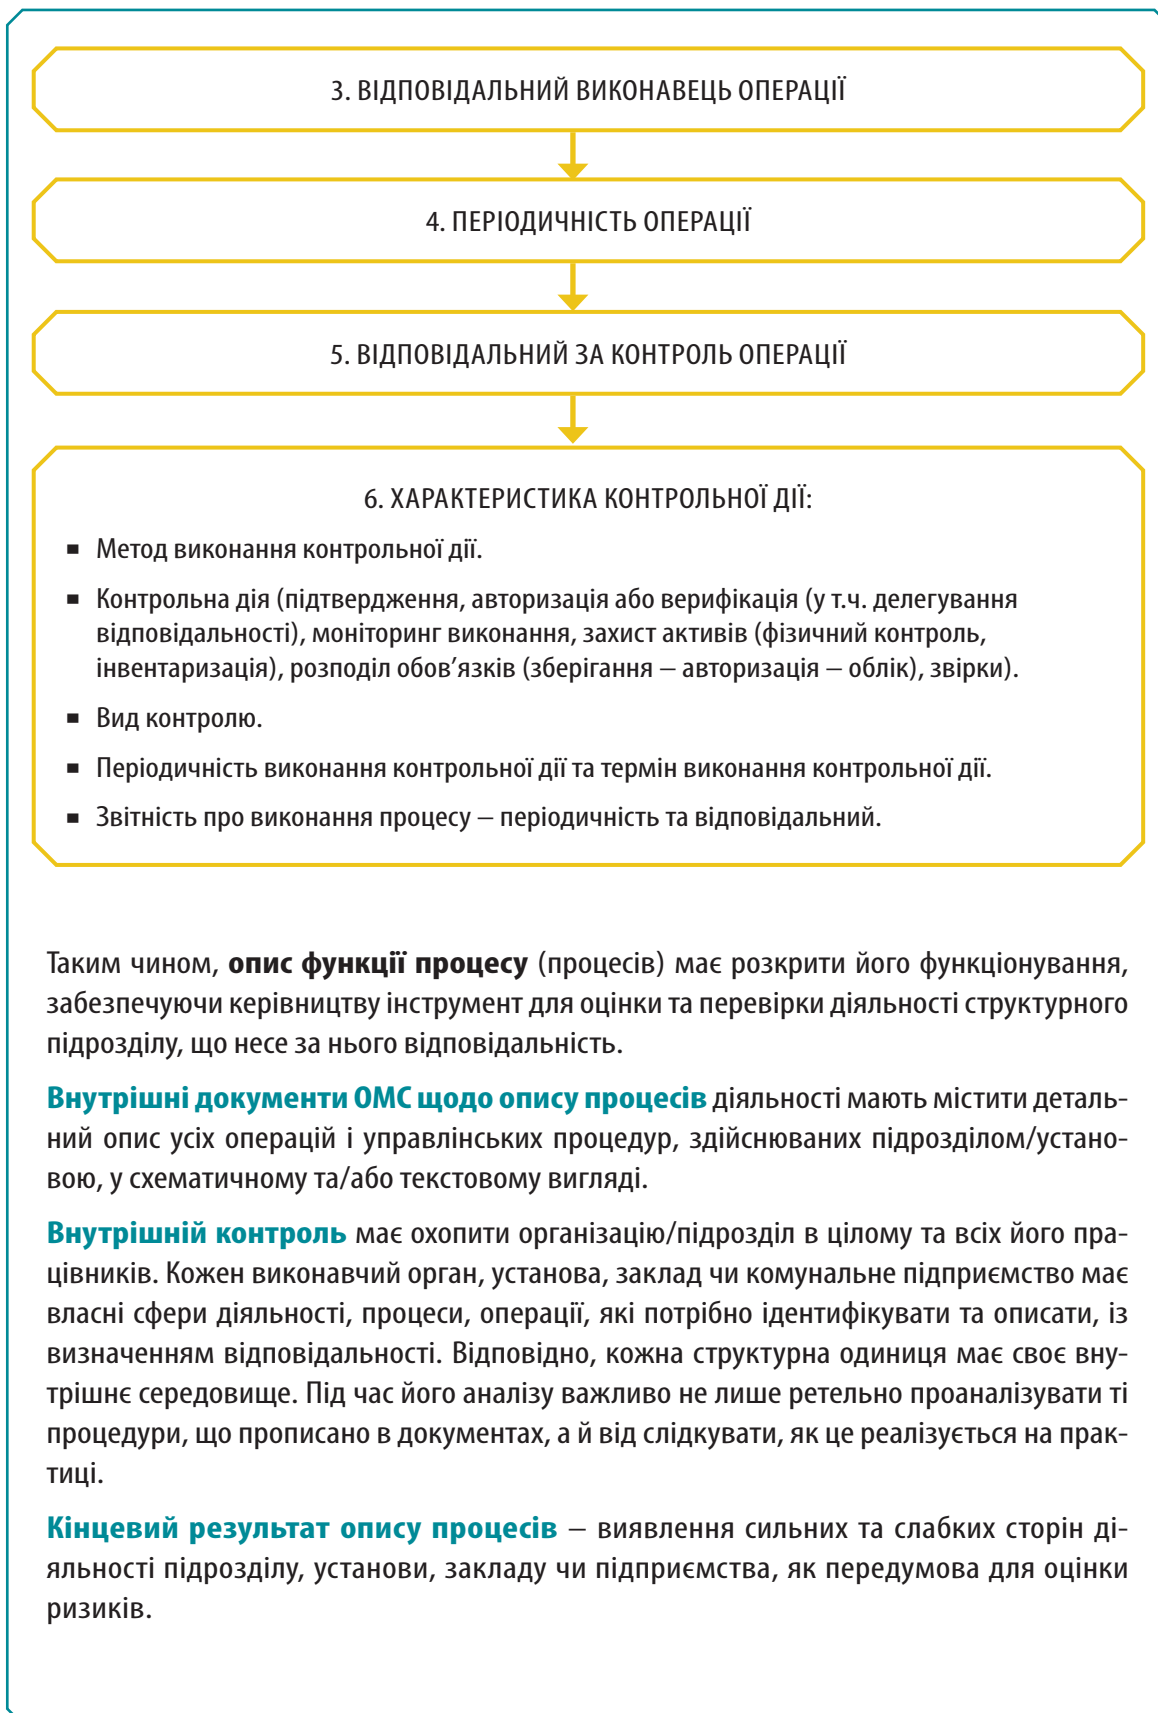 3. ВІДПОВІДАЛЬНИЙ ВИКОНАВЕЦЬ ОПЕРАЦІЇ
4. ПЕРІОДИЧНІСТЬ ОПЕРАЦІЇ
5. ВІДПОВІДАЛЬНИЙ ЗА КОНТРОЛЬ ОПЕРАЦІЇ
6. ХАРАКТЕРИСТИКА КОНТРОЛЬНОЇ ДІЇ:
▪ Метод виконання контрольної дії.
▪ Контрольна дія (підтвердження, авторизація або верифікація (у т.ч. делегування
відповідальності), моніторинг виконання, захист активів (фізичний контроль,
інвентаризація), розподіл обов’язків (зберігання – авторизація – облік), звірки).
▪ Вид контролю.
▪ Періодичність виконання контрольної дії та термін виконання контрольної дії.
▪ Звітність про виконання процесу – періодичність та відповідальний.
Таким чином, опис функції процесу (процесів) має розкрити його функціонування,
забезпечуючи керівництву інструмент для оцінки та перевірки діяльності структурного
підрозділу, що несе за нього відповідальність.
Внутрішні документи ОМС щодо опису процесів діяльності мають містити деталь-
ний опис усіх операцій і управлінських процедур, здійснюваних підрозділом/устано-
вою, у схематичному та/або текстовому вигляді.
Внутрішній контроль має охопити організацію/підрозділ в цілому та всіх його пра-
цівників. Кожен виконавчий орган, установа, заклад чи комунальне підприємство має
власні сфери діяльності, процеси, операції, які потрібно ідентифікувати та описати, із
визначенням відповідальності. Відповідно, кожна структурна одиниця має своє вну-
трішнє середовище. Під час його аналізу важливо не лише ретельно проаналізувати ті
процедури, що прописано в документах, а й від слідкувати, як це реалізується на прак-
тиці.
Кінцевий результат опису процесів – виявлення сильних та слабких сторін ді-
яльності підрозділу, установи, закладу чи підприємства, як передумова для оцінки
ризиків.